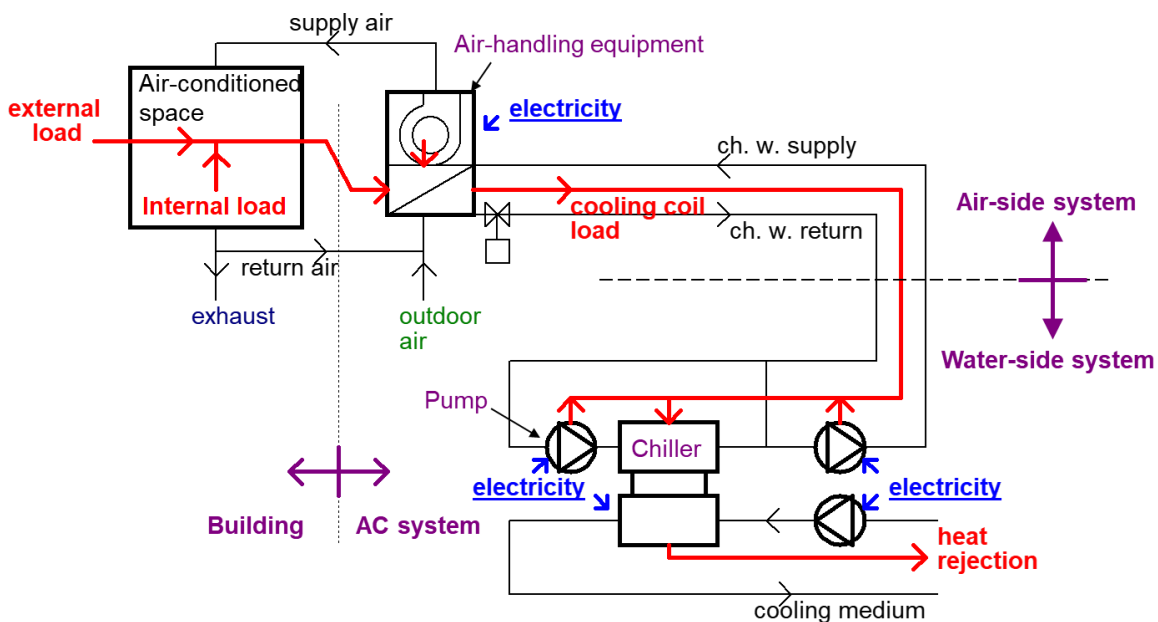 supply air
Air-handling equipment
Air-conditioned
space
external
load
electricity
ch. w. supply
Internal load
cooling coil
load
ch. w. return
Air-side system
return air
exhaust
outdoor
air
Water-side system
Pump
Chiller
electricity
electricity
Building
AC system
heat
rejection
cooling medium